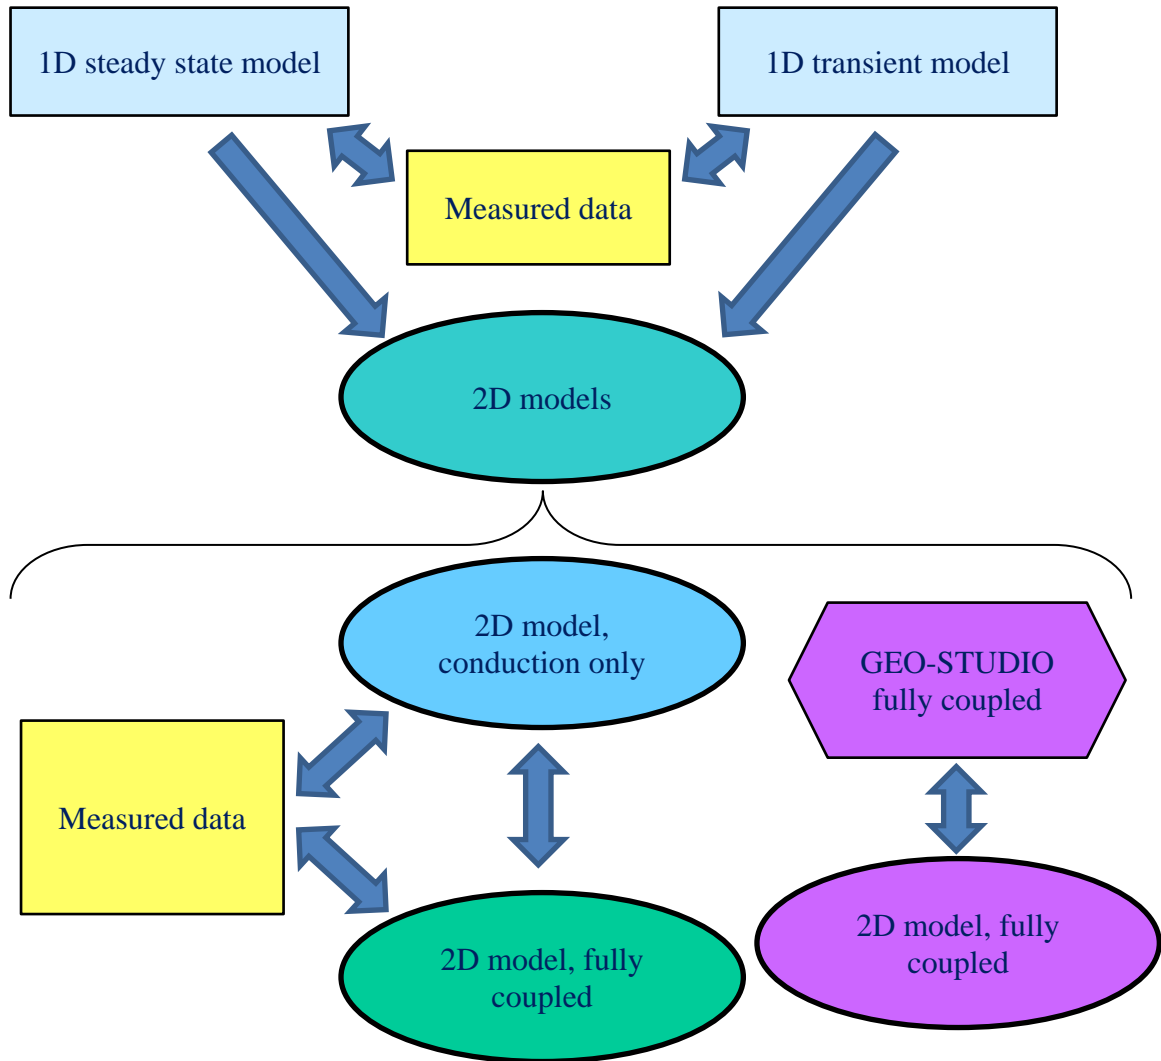 1D steady state model
1D transient model
Measured data
2D models
2D model,
conduction only
GEO-STUDIO
fully coupled
Measured data
2D model, fully
coupled
2D model, fully
coupled